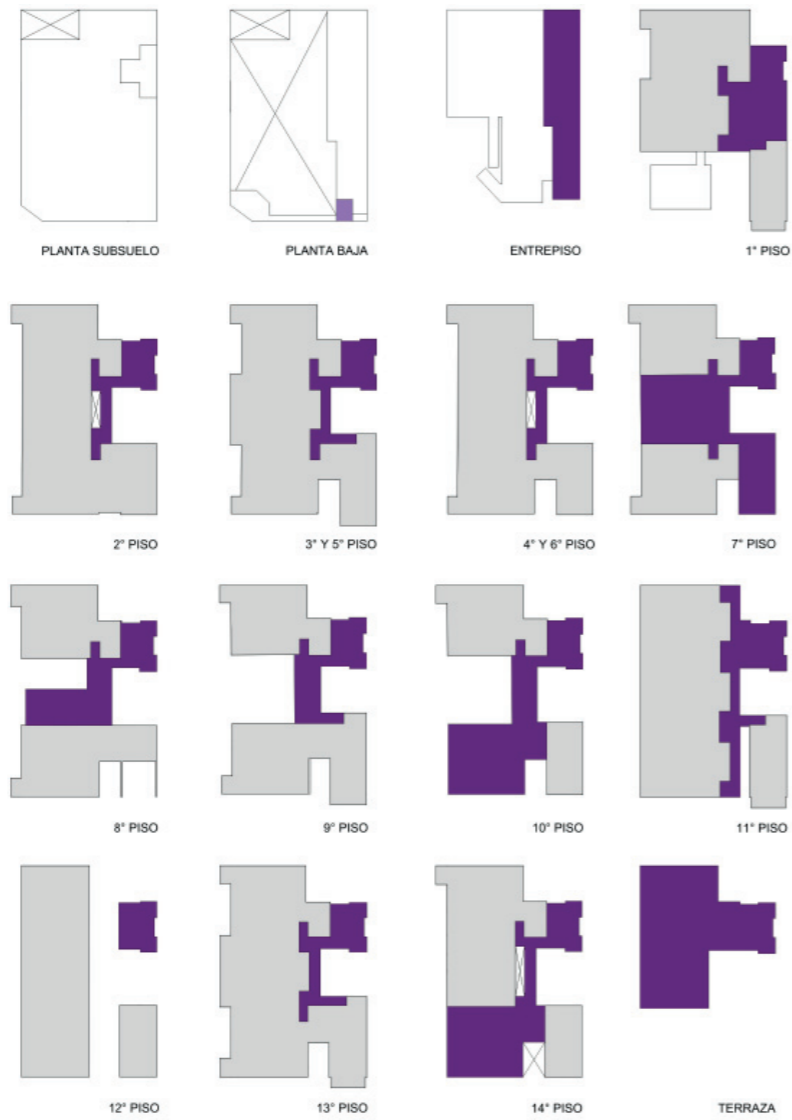 PLANTA SUBSUELO
PLANTA BAJA
ENTREPISO
1° PISO
2° PISO
3° Y 5° PISO
4° Y 6° PISO
7° PISO
8° PISO
9° PISO
10° PISO
11° PISO
12° PISO
13° PISO
14° PISO
TERRAZA